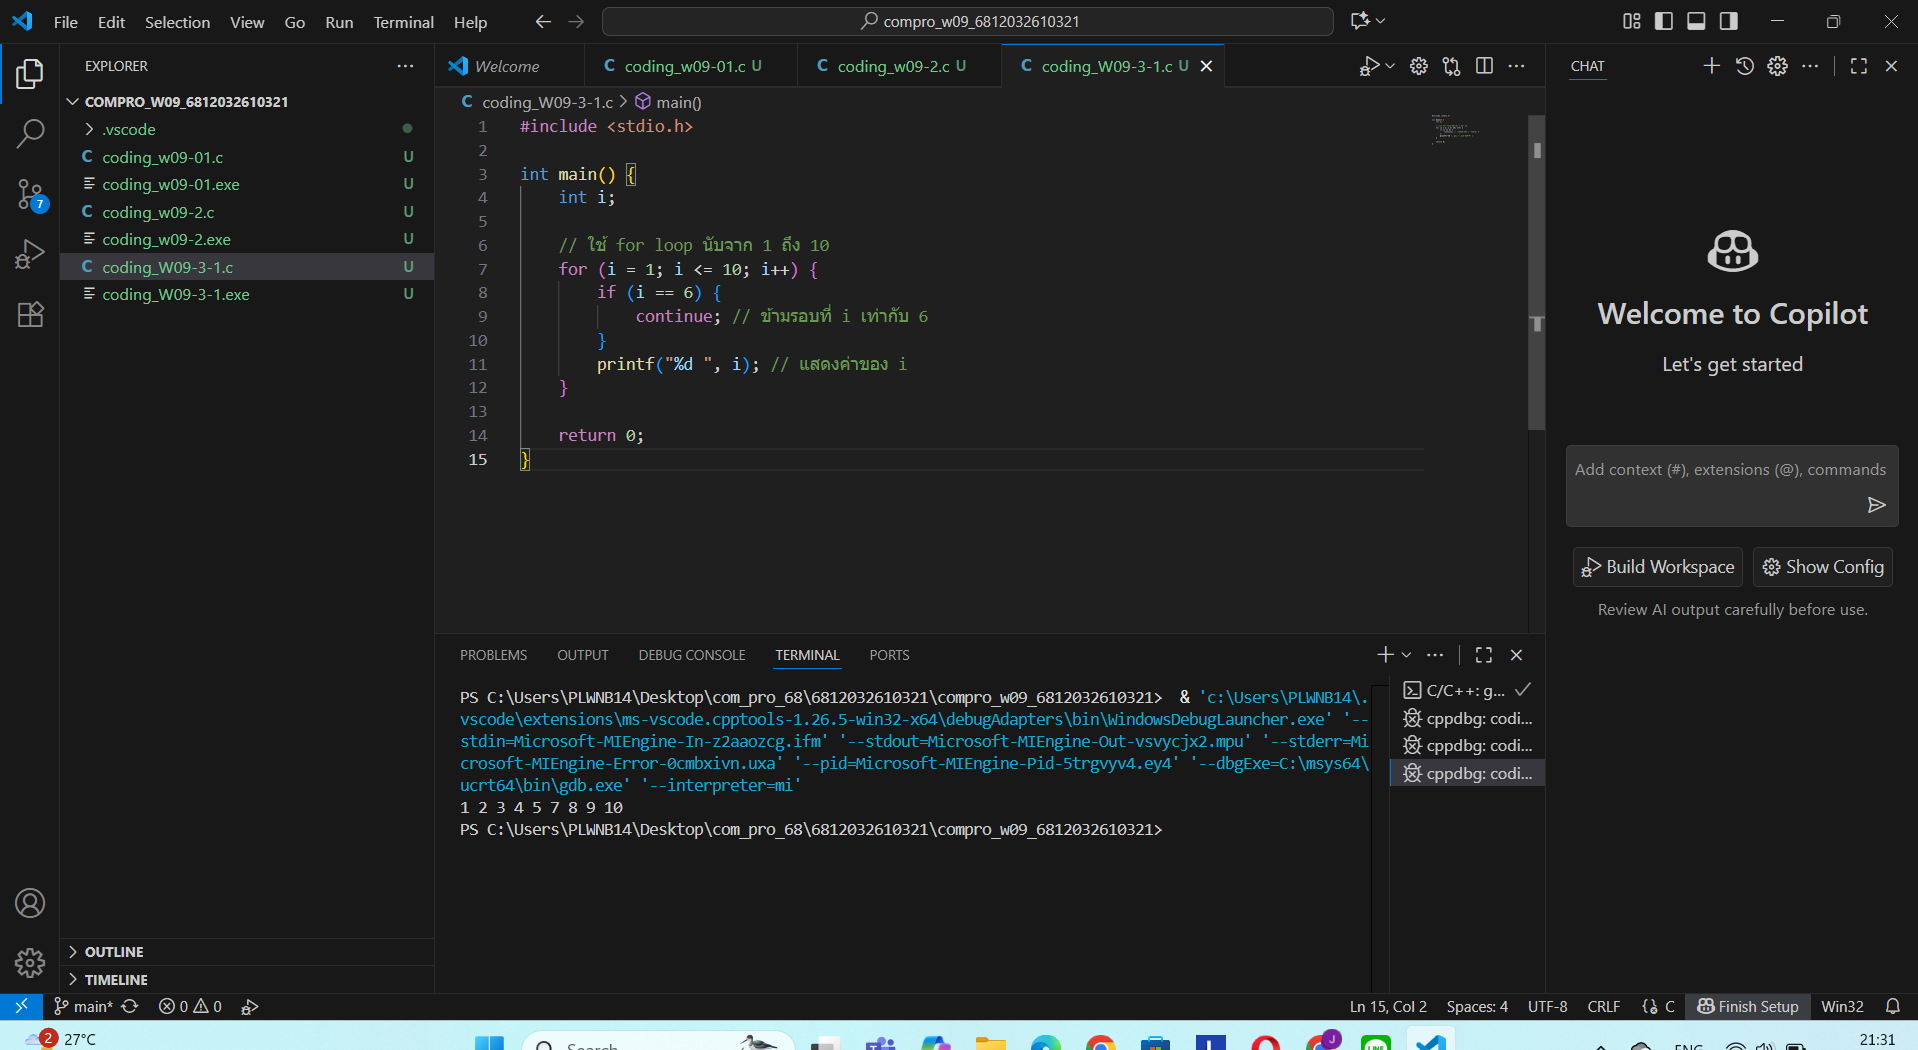 File Edit Selection View Go Run Terminal Help
compro_w09_6812032610321
EXPLORER
COMPRO_W09_6812032610321
.vscode
coding_w09-01.c U
coding_w09-01.exe U
coding_w09-2.c U
coding_w09-2.exe U
coding_W09-3-1.c U
coding_W09-3-1.exe U
7
OUTLINE
TIMELINE
Welcome
C coding_w09-01.c U
C coding_w09-2.c U
C coding_W09-3-1.c U
C coding_W09-3-1.c > main()
1 #include <stdio.h>
2
3 int main() {
4 int i;
5
6 // ใช้ for loop นับจาก 1 ถึง 10
7 for (i = 1; i <= 10; i++) {
8 if (i == 6) {
9 continue; // ข้ามรอบที่ i เท่ากับ 6
10 }
11 printf("%d ", i); // แสดงค่าของ i
12 }
13
14 return 0;
15 }
PROBLEMS OUTPUT DEBUG CONSOLE TERMINAL PORTS
PS C:\Users\PLWNB14\Desktop\com_pro_68\6812032610321\compro_w09_6812032610321> & 'c:\Users\PLWNB14\.
vscode\extensions\ms-vscode.cpptools-1.26.5-win32-x64\debugAdapters\bin\WindowsDebugLauncher.exe' '--
stdin=Microsoft-MIEngine-In-z2aaozcg.ifm' '--stdout=Microsoft-MIEngine-Out-vsvycjx2.mpu' '--stderr=Mi
crosoft-MIEngine-Error-0cmbxivn.uxa' '--pid=Microsoft-MIEngine-Pid-5trgvyv4.ey4' '--dbgExe=C:\msys64\
ucrt64\bin\gdb.exe' '--interpreter=mi'
1 2 3 4 5 7 8 9 10
PS C:\Users\PLWNB14\Desktop\com_pro_68\6812032610321\compro_w09_6812032610321>
C/C++: g...
cppdbg: codi...
cppdbg: codi...
cppdbg: codi...
CHAT
Welcome to Copilot
Let's get started
Add context (#), extensions (@), commands
Build Workspace
Show Config
Review AI output carefully before use.
main* 0 0
Ln 15, Col 2 Spaces: 4 UTF-8 CRLF {} C Finish Setup Win32
2 27°C
Search
ENG
21:31